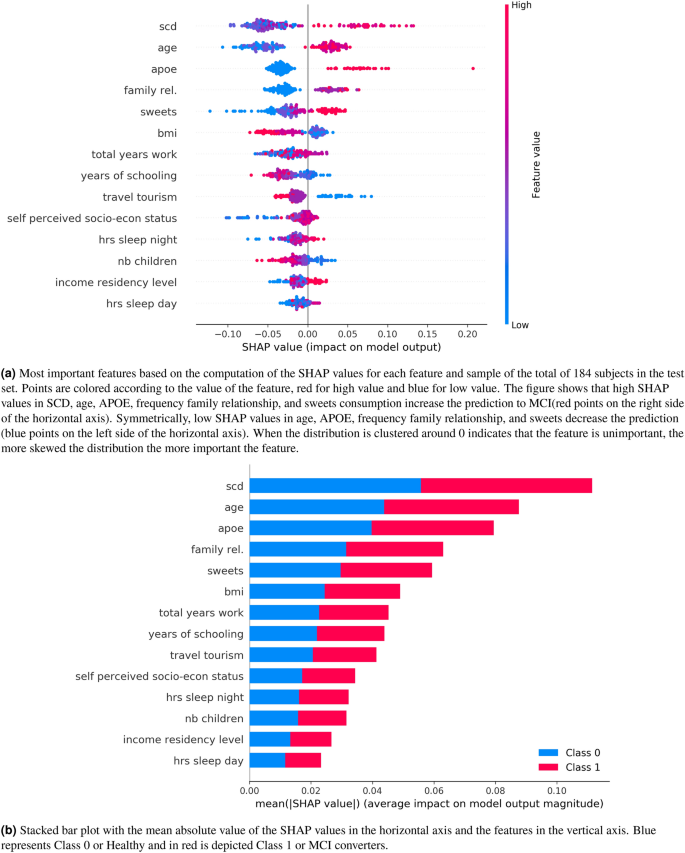 scd
age
apoe
family rel.
sweets
bmi
total years work
years of schooling
travel tourism
self perceived socio-econ status
hrs sleep night
nb children
income residency level
hrs sleep day
−0.10 −0.05 0.00 0.05 0.10 0.15 0.20
SHAP value (impact on model output)
High
Feature value
Low
(a) Most important features based on the computation of the SHAP values for each feature and sample of the total of 184 subjects in the test
set. Points are colored according to the value of the feature, red for high value and blue for low value. The figure shows that high SHAP
values in SCD, age, APOE, frequency family relationship, and sweets consumption increase the prediction to MCI(red points on the right side
of the horizontal axis). Symmetrically, low SHAP values in age, APOE, frequency family relationship, and sweets decrease the prediction
(blue points on the left side of the horizontal axis). When the distribution is clustered around 0 indicates that the feature is unimportant, the
more skewed the distribution the more important the feature.
scd
age
apoe
family rel.
sweets
bmi
total years work
years of schooling
travel tourism
self perceived socio-econ status
hrs sleep night
nb children
income residency level
hrs sleep day
Class 0
Class 1
0.00 0.02 0.04 0.06 0.08 0.10
mean(|SHAP value|) (average impact on model output magnitude)
(b) Stacked bar plot with the mean absolute value of the SHAP values in the horizontal axis and the features in the vertical axis. Blue
represents Class 0 or Healthy and in red is depicted Class 1 or MCI converters.